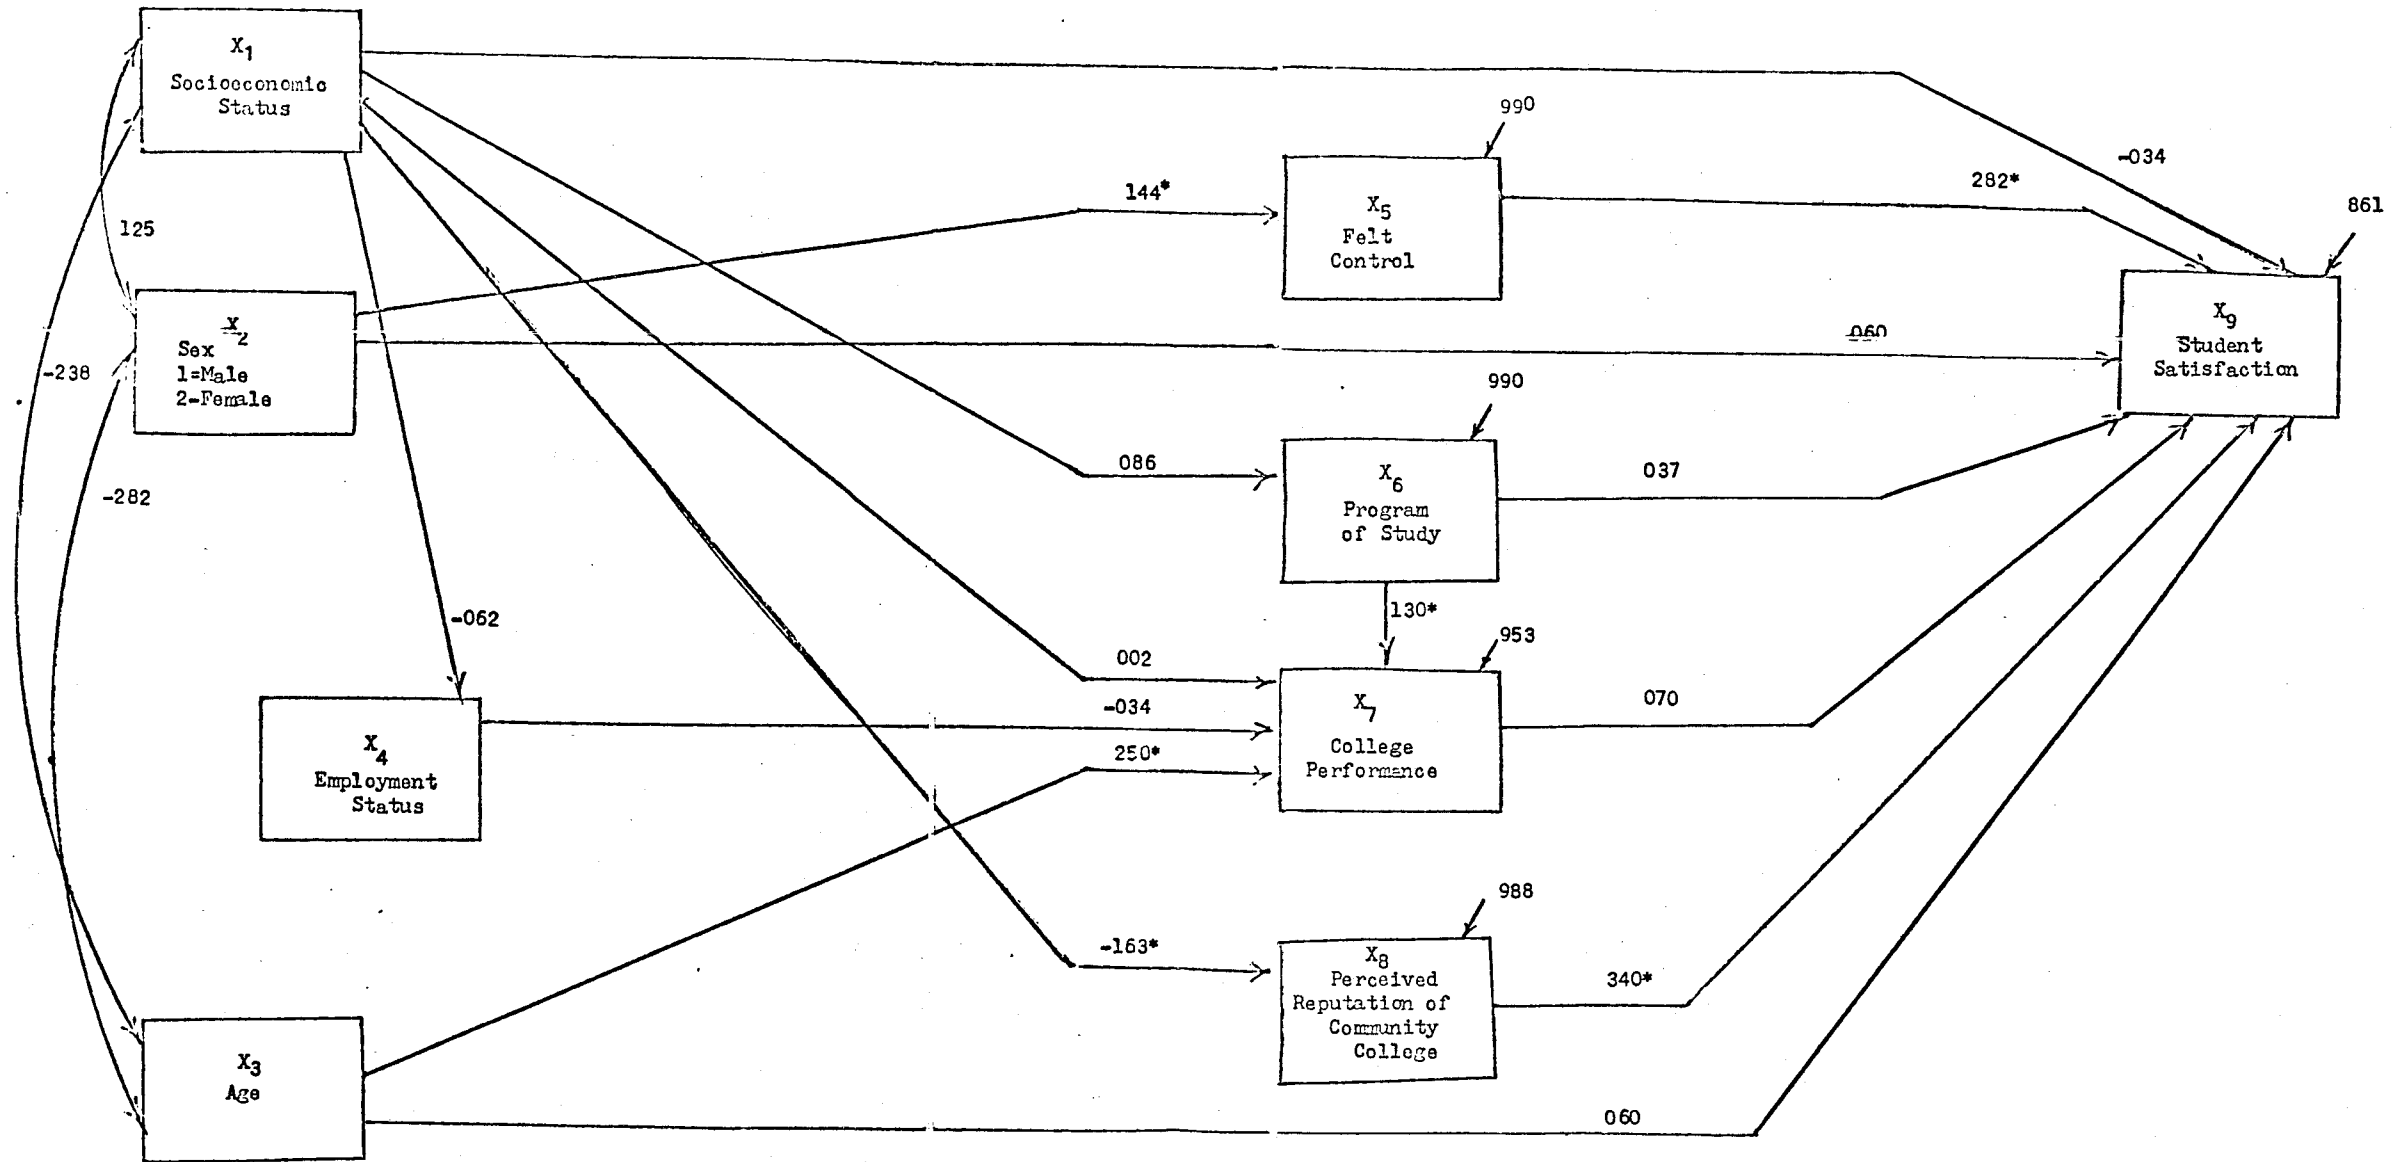 X1
Socioeconomic
Status
990
-034
144*
282*
X5
Felt
Control
861
125
X2
Sex
1=Male
2=Female
-060
X9
Student
Satisfaction
-238
990
086
037
X6
Program
of Study
-282
130*
-062
953
002
-034
070
X7
College
Performance
250*
X4
Employment
Status
988
-163*
X8
Perceived
Reputation of
Community
College
340*
X3
Age
060